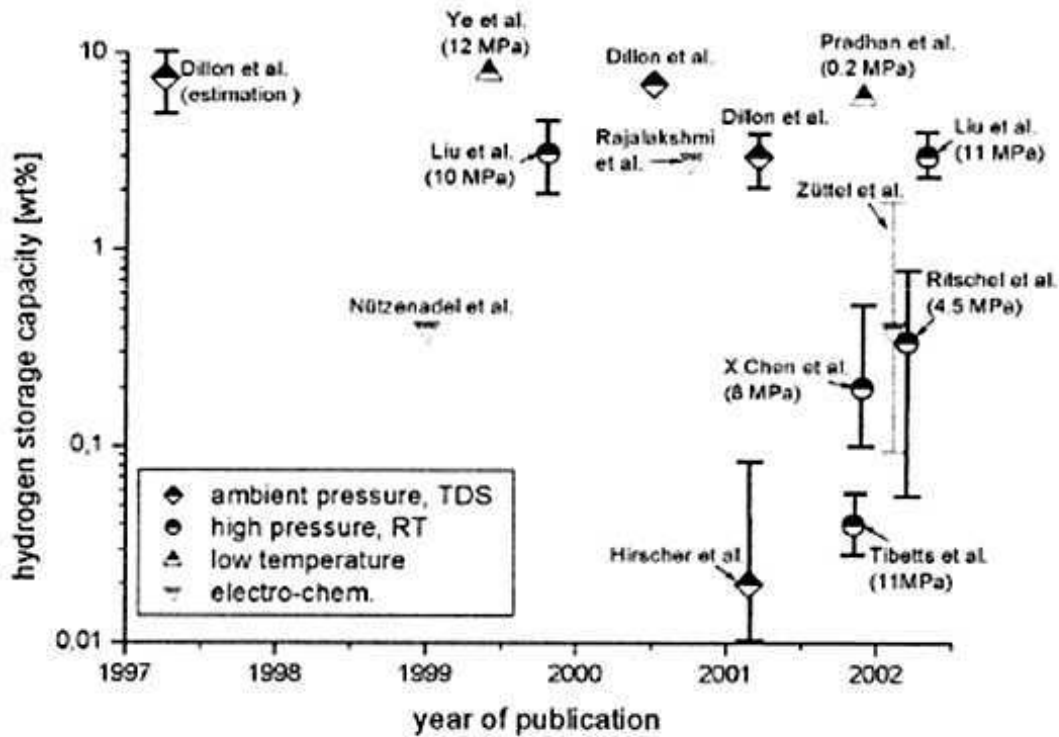 Ye et al.
(12 MPa)
Pradhan et al.
(0.2 MPa)
10
Dillon et al.
(estimation )
Dillon et al.
Dillon et al.
Rajalakshmi
et al.
Liu et al.
(10 MPa)
Liu et al.
(11 MPa)
Züttel et al.
1
Nützenadel et al.
Ritschel et al.
(4.5 MPa)
X Chen et al.
(8 MPa)
0,1
ambient pressure, TDS
high pressure, RT
low temperature
electro-chem.
Hirscher et al
Tibetts et al.
(11MPa)
0,01
1997
1998
1999
2000
2001
2002
year of publication
hydrogen storage capacity [wt%]